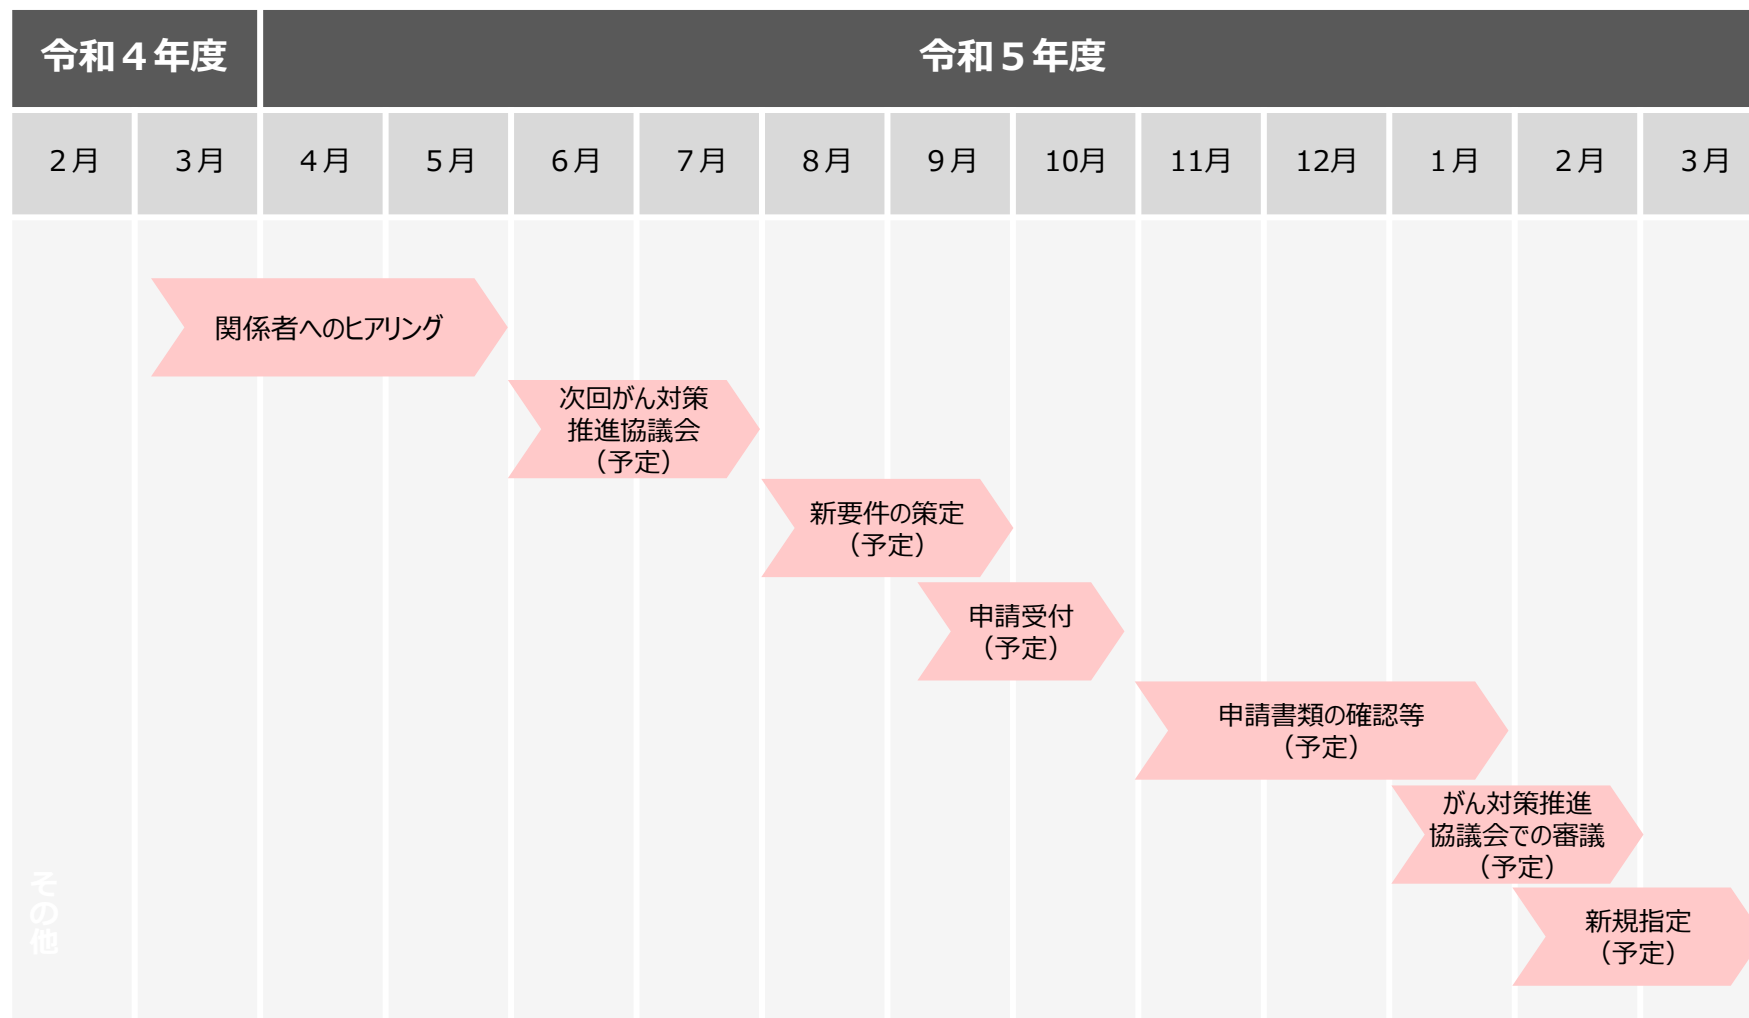 令和４年度
令和５年度
２月
３月
４月
５月
６月
７月
８月
９月
10月
11月
12月
１月
２月
３月
関係者へのヒアリング
次回がん対策
推進協議会
（予定）
新要件の策定
（予定）
申請受付
（予定）
申請書類の確認等
（予定）
がん対策推進
協議会での審議
（予定）
新規指定
（予定）
その他